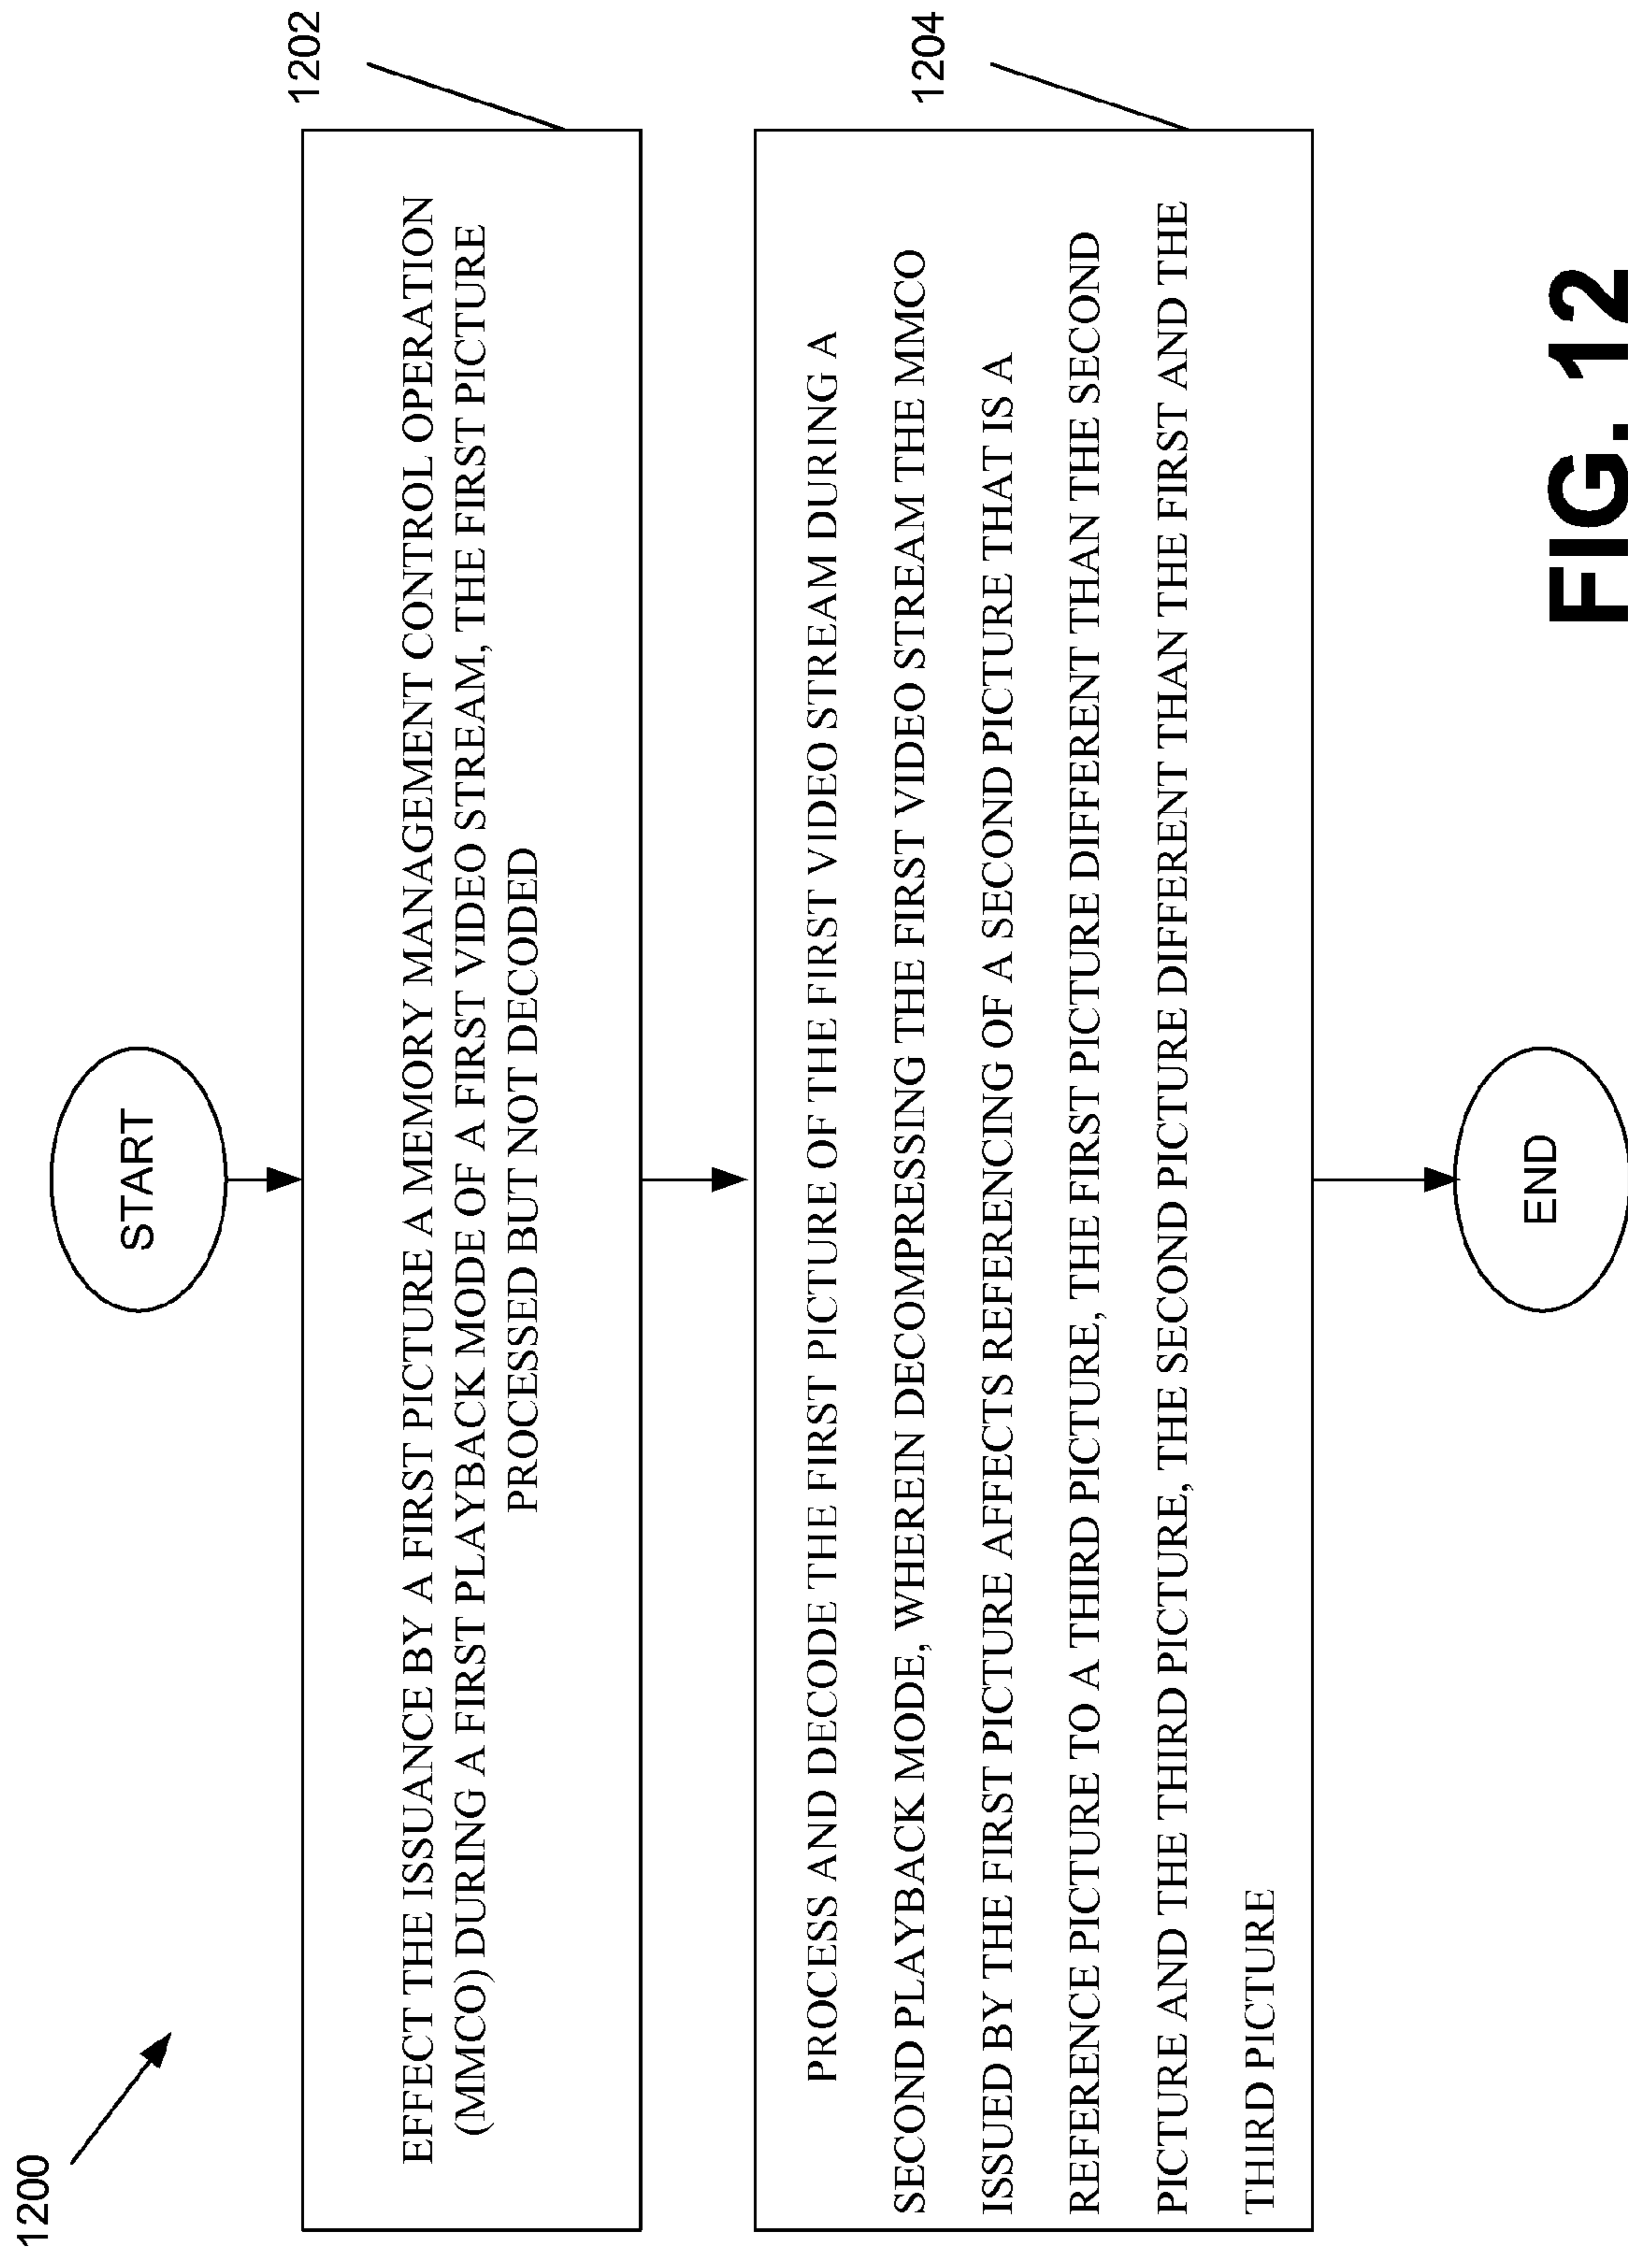 1200
START
1202
EFFECT THE ISSUANCE BY A FIRST PICTURE A MEMORY MANAGEMENT CONTROL OPERATION
(MMCO) DURING A FIRST PLAYBACK MODE OF A FIRST VIDEO STREAM, THE FIRST PICTURE
PROCESSED BUT NOT DECODED
1204
PROCESS AND DECODE THE FIRST PICTURE OF THE FIRST VIDEO STREAM DURING A
SECOND PLAYBACK MODE, WHEREIN DECOMPRESSING THE FIRST VIDEO STREAM THE MMCO
ISSUED BY THE FIRST PICTURE AFFECTS REFERENCING OF A SECOND PICTURE THAT IS A
REFERENCE PICTURE TO A THIRD PICTURE, THE FIRST PICTURE DIFFERENT THAN THE SECOND
PICTURE AND THE THIRD PICTURE, THE SECOND PICTURE DIFFERENT THAN THE FIRST AND THE
THIRD PICTURE
END
FIG. 12